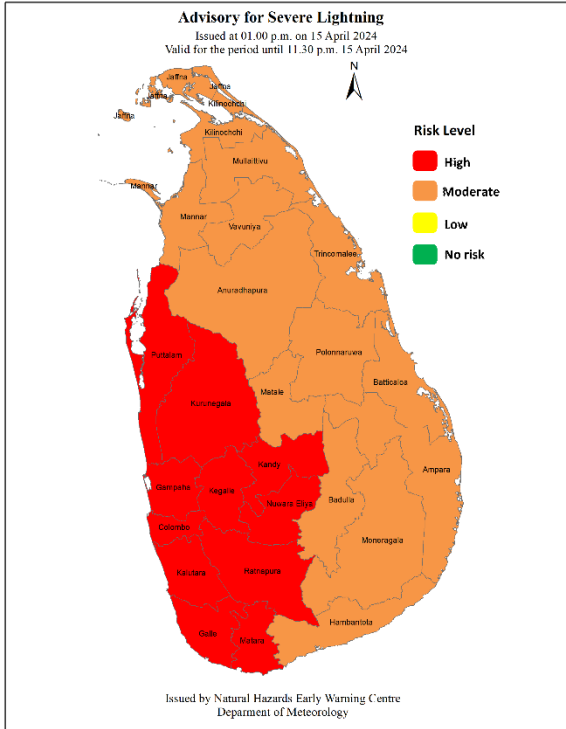 Advisory for Severe Lightning
Issued at 01.00 p.m. on 15 April 2024
Valid for the period until 11.30 p.m. 15 April 2024
N
Jaffna
Jaffna
Jaffna
Kilinochchi
Jaffna
Kilinochchi
Risk Level
High
Moderate
Low
No risk
Mullaittivu
Mannar
Mannar
Vavuniya
Trincomalee
Anuradhapura
Puttalam
Polonnaruwa
Batticaloa
Matale
Kurunegala
Kandy
Ampara
Gampaha
Kegalle
Nuwara Eliya
Badulla
Colombo
Monaragala
Kalutara
Ratnapura
Hambantota
Galle
Matara
Issued by Natural Hazards Early Warning Centre
Deparment of Meteorology